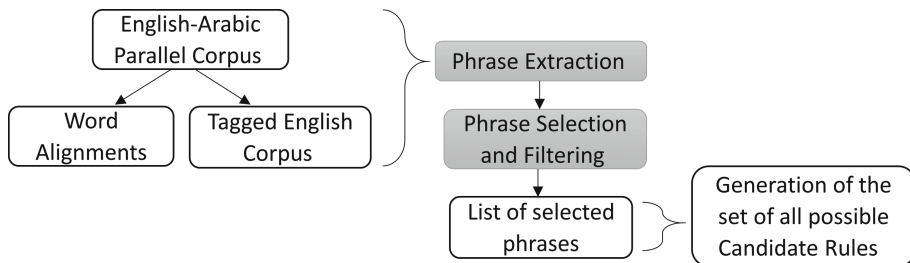 English-Arabic
Parallel Corpus
Word
Alignments
Tagged English
Corpus
Phrase Extraction
Phrase Selection
and Filtering
List of selected
phrases
Generation of the
set of all possible
Candidate Rules